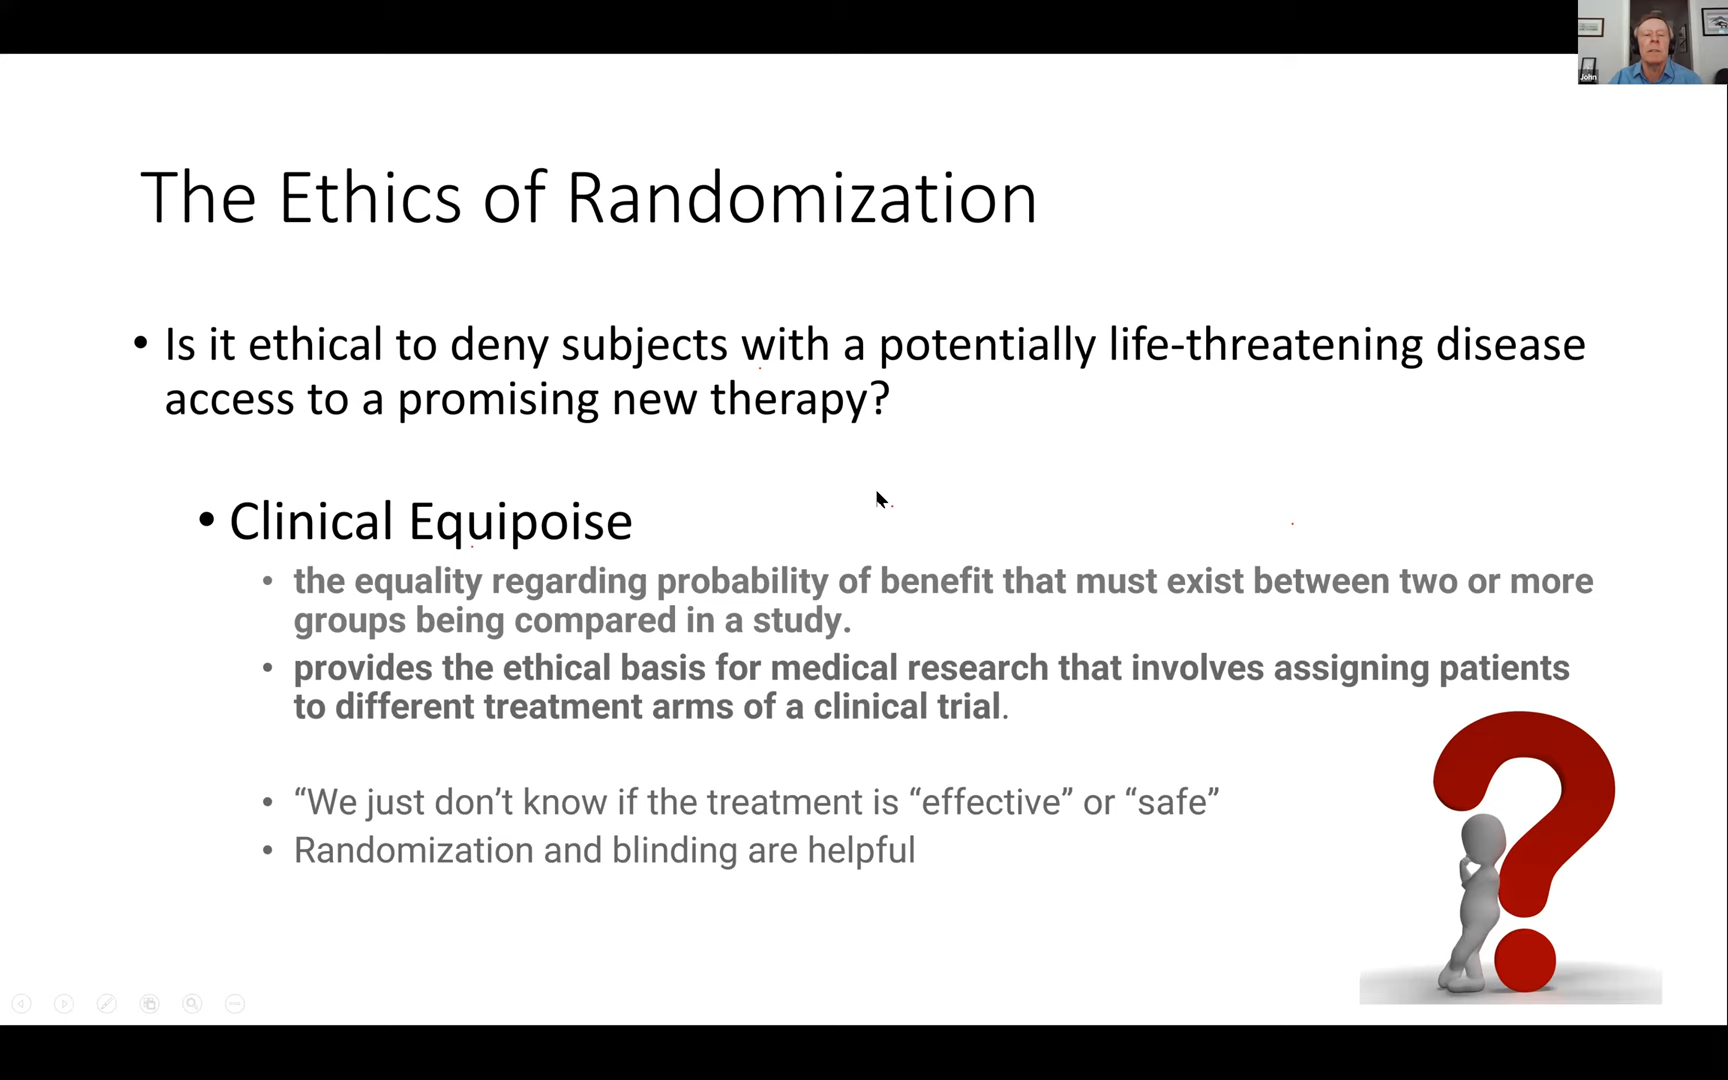 John
The Ethics of Randomization
• Is it ethical to deny subjects with a potentially life-threatening disease
access to a promising new therapy?
• Clinical Equipoise
• the equality regarding probability of benefit that must exist between two or more
groups being compared in a study.
• provides the ethical basis for medical research that involves assigning patients
to different treatment arms of a clinical trial.
• “We just don’t know if the treatment is “effective” or “safe”
• Randomization and blinding are helpful